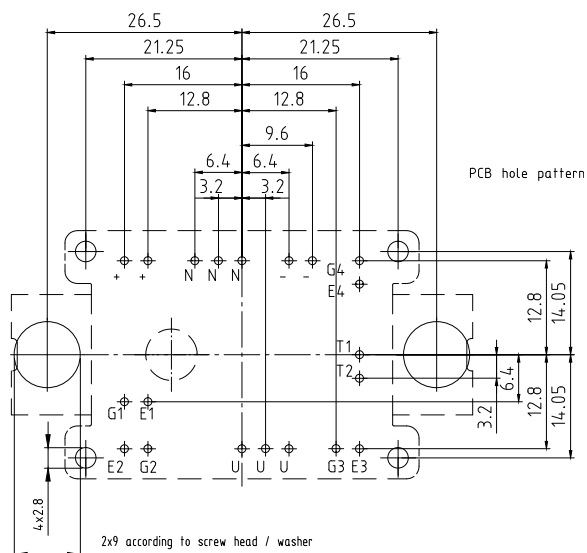 26.5 26.5
21.25 21.25
16 16
12.8 12.8
9.6
6.4 6.4
PCB hole pattern
3.2 3.2
+ + N N N - - G4
E4
12.8
14.05
T1
T2
6.4
3.2
12.8
14.05
G1 E1
E2 G2 U U U G3 E3
4x2.8
2x9 according to screw head / washer